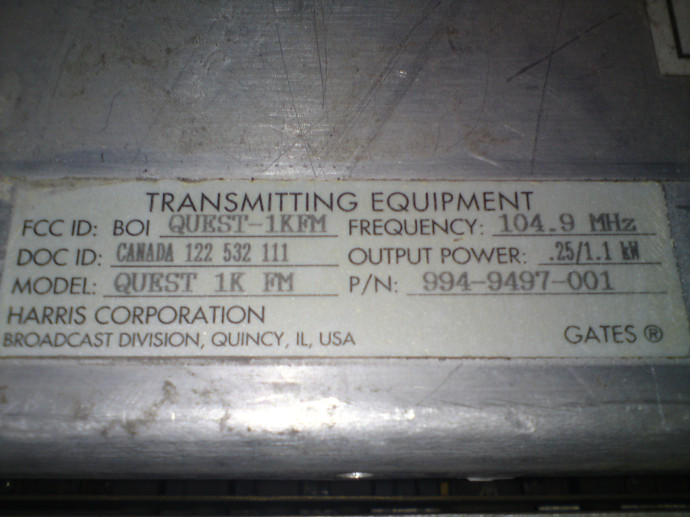 TRANSMITTING EQUIPMENT
FCC ID: BOI QUEST-1KFM FREQUENCY: 104.9 MHz
DOC ID: CANADA 122 532 111 OUTPUT POWER: .25/1.1 kW
MODEL: QUEST 1K FM P/N: 994-9497-001
HARRIS CORPORATION
BROADCAST DIVISION, QUINCY, IL, USA GATES ®